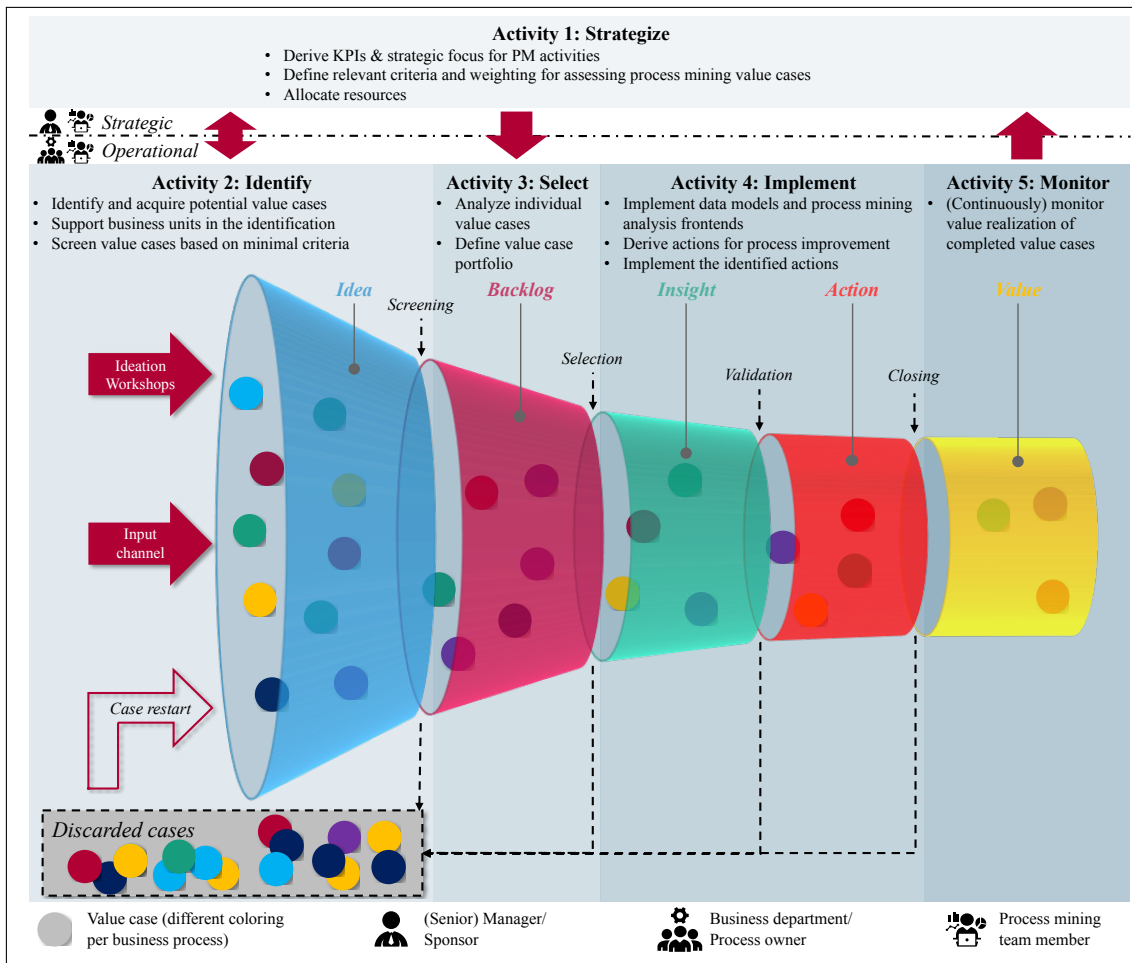 Activity 1: Strategize
• Derive KPIs & strategic focus for PM activities
• Define relevant criteria and weighting for assessing process mining value cases
• Allocate resources
Strategic
Operational
Activity 2: Identify
• Identify and acquire potential value cases
• Support business units in the identification
• Screen value cases based on minimal criteria
Activity 3: Select
• Analyze individual
value cases
• Define value case
portfolio
Activity 4: Implement
• Implement data models and process mining
analysis frontends
• Derive actions for process improvement
• Implement the identified actions
Activity 5: Monitor
• (Continuously) monitor
value realization of
completed value cases
Idea
Screening
Backlog
Selection
Insight
Validation
Action
Closing
Value
Ideation
Workshops
Input
channel
Case restart
Discarded cases
Value case (different coloring
per business process)
(Senior) Manager/
Sponsor
Business department/
Process owner
Process mining
team member